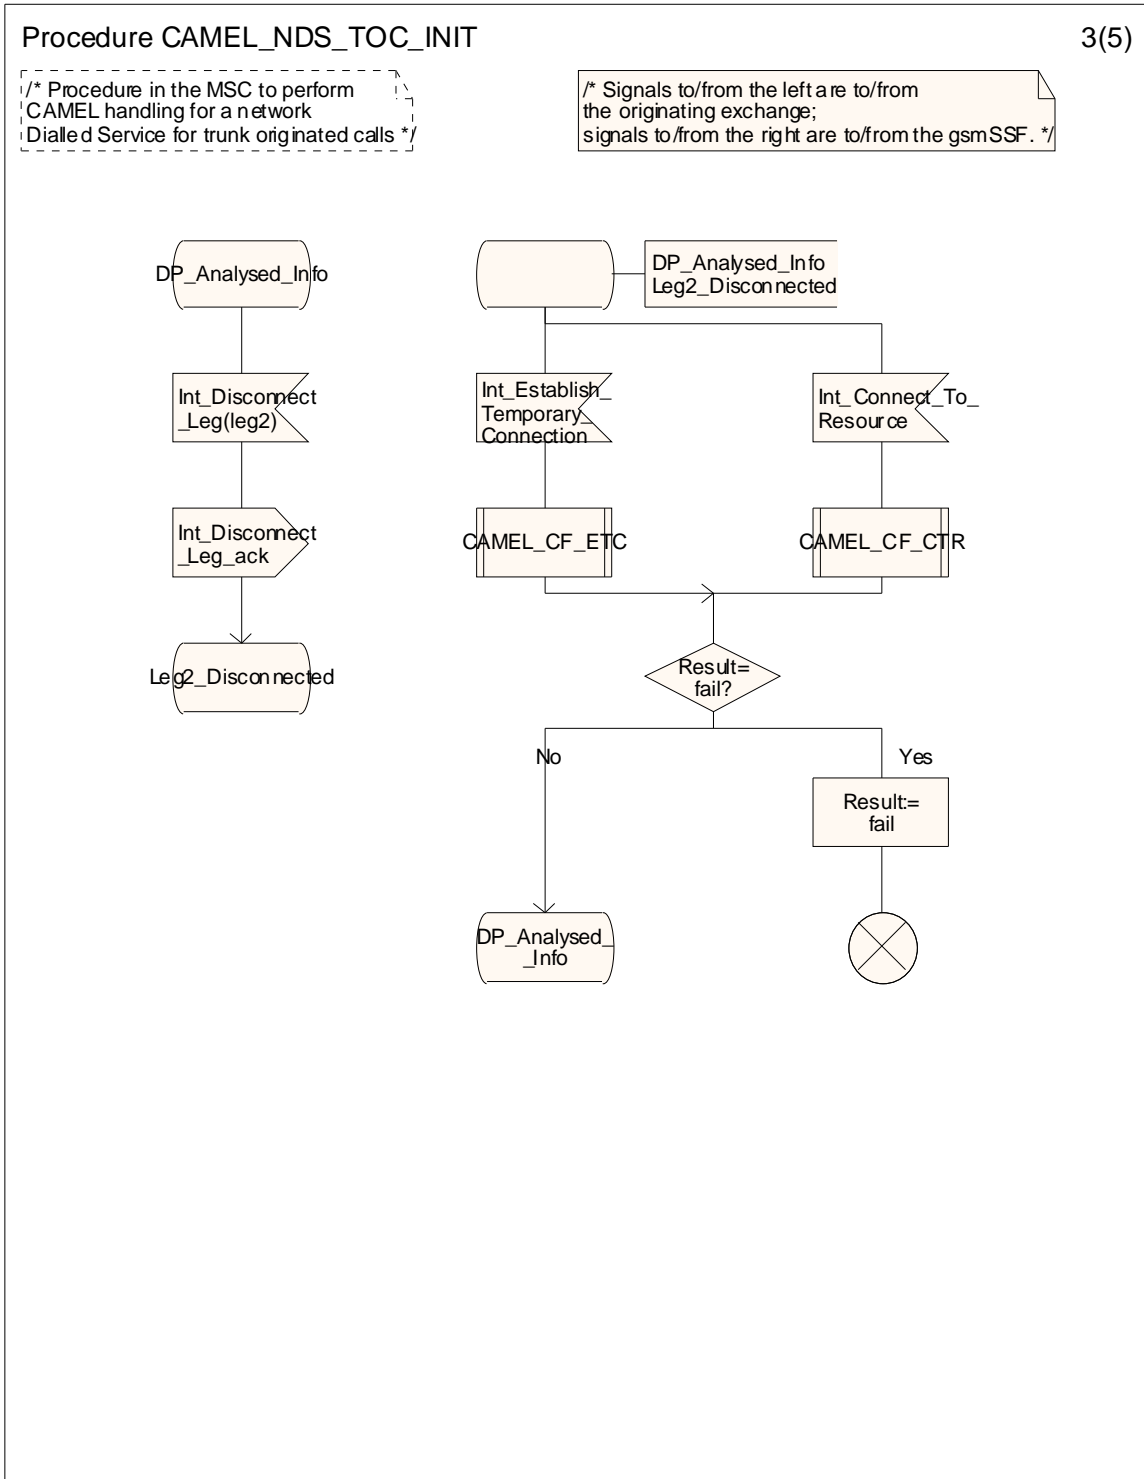 Procedure CAMEL_NDS_TOC_INIT
3(5)
/* Procedure in the MSC to perform
CAMEL handling for a network
Dialled Service for trunk originated calls */
/* Signals to/from the left are to/from
the originating exchange;
signals to/from the right are to/from the gsmSSF. */
DP_Analysed_Info
DP_Analysed_Info
Leg2_Disconnected
Int_Disconnect
_Leg(leg2)
Int_Establish_
Temporary_
Connection
Int_Connect_To_
Resource
Int_Disconnect
_Leg_ack
CAMEL_CF_ETC
CAMEL_CF_CTR
Leg2_Disconnected
Result=
fail?
No
Yes
Result:=
fail
DP_Analysed_
_Info